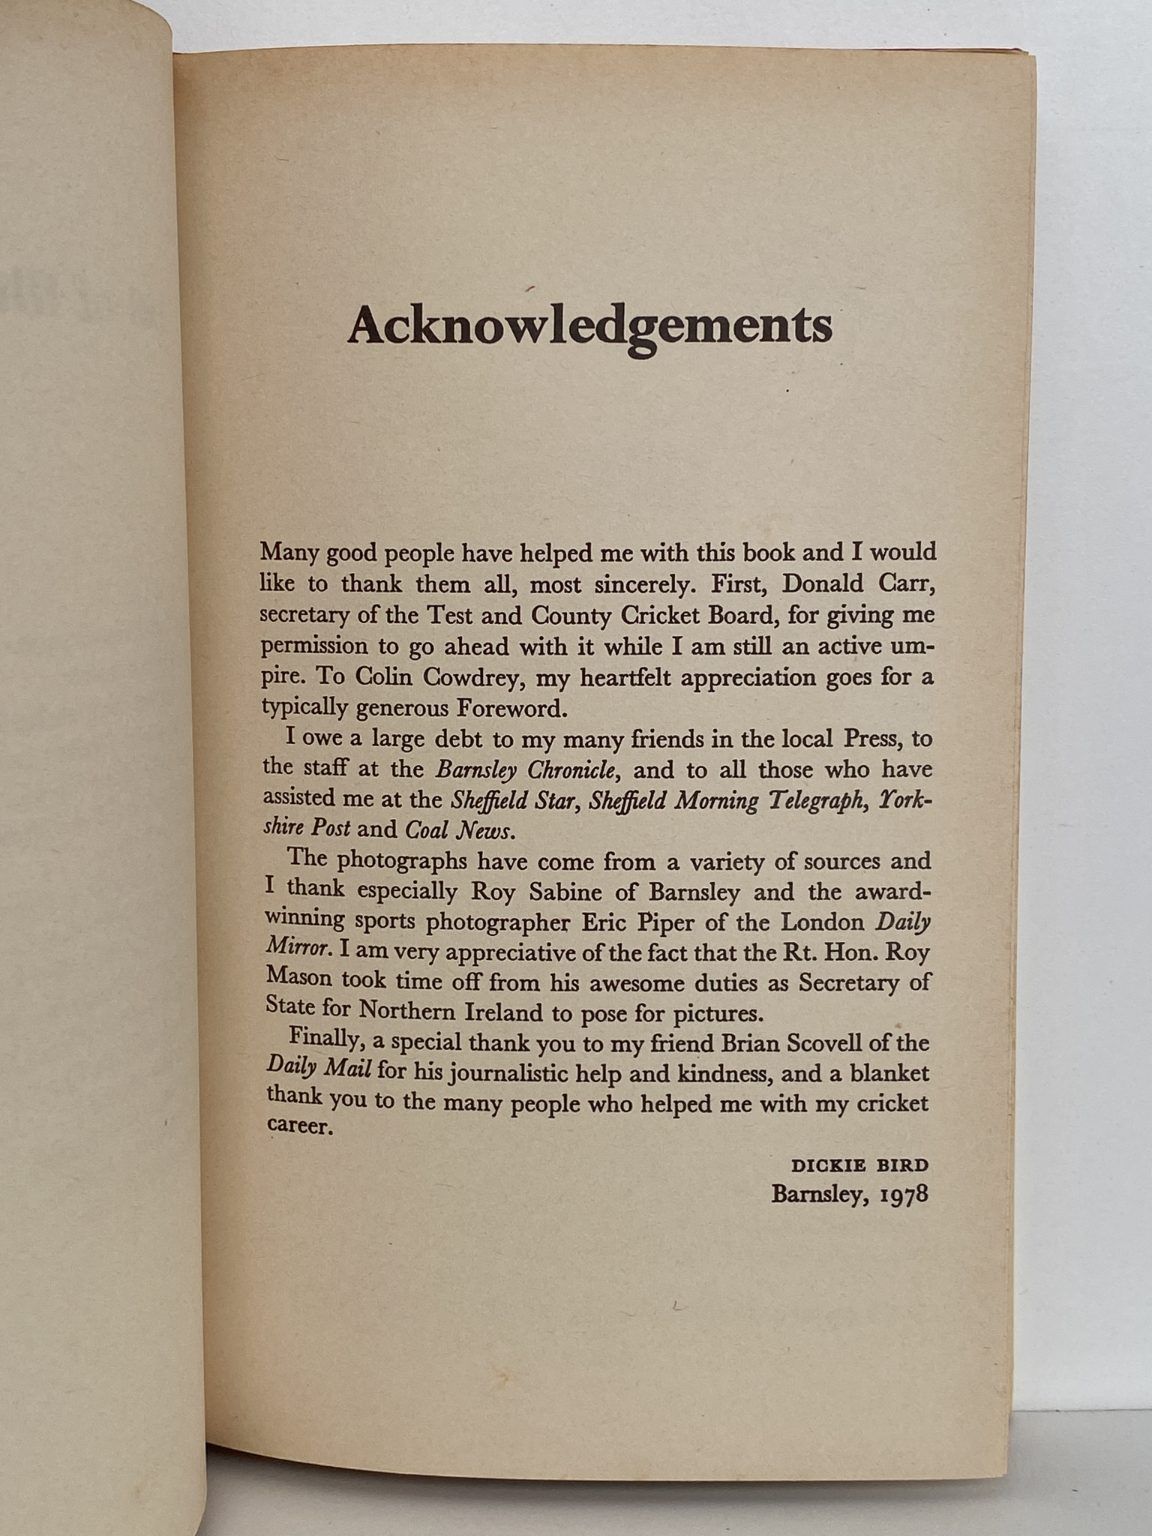 Acknowledgements
Many good people have helped me with this book and I would
like to thank them all, most sincerely. First, Donald Carr,
secretary of the Test and County Cricket Board, for giving me
permission to go ahead with it while I am still an active um-
pire. To Colin Cowdrey, my heartfelt appreciation goes for a
typically generous Foreword.
I owe a large debt to my many friends in the local Press, to
the staff at the Barnsley Chronicle, and to all those who have
assisted me at the Sheffield Star, Sheffield Morning Telegraph, York-
shire Post and Coal News.
The photographs have come from a variety of sources and
I thank especially Roy Sabine of Barnsley and the award-
winning sports photographer Eric Piper of the London Daily
Mirror. I am very appreciative of the fact that the Rt. Hon. Roy
Mason took time off from his awesome duties as Secretary of
State for Northern Ireland to pose for pictures.
Finally, a special thank you to my friend Brian Scovell of the
Daily Mail for his journalistic help and kindness, and a blanket
thank you to the many people who helped me with my cricket
career.
DICKIE BIRD
Barnsley, 1978